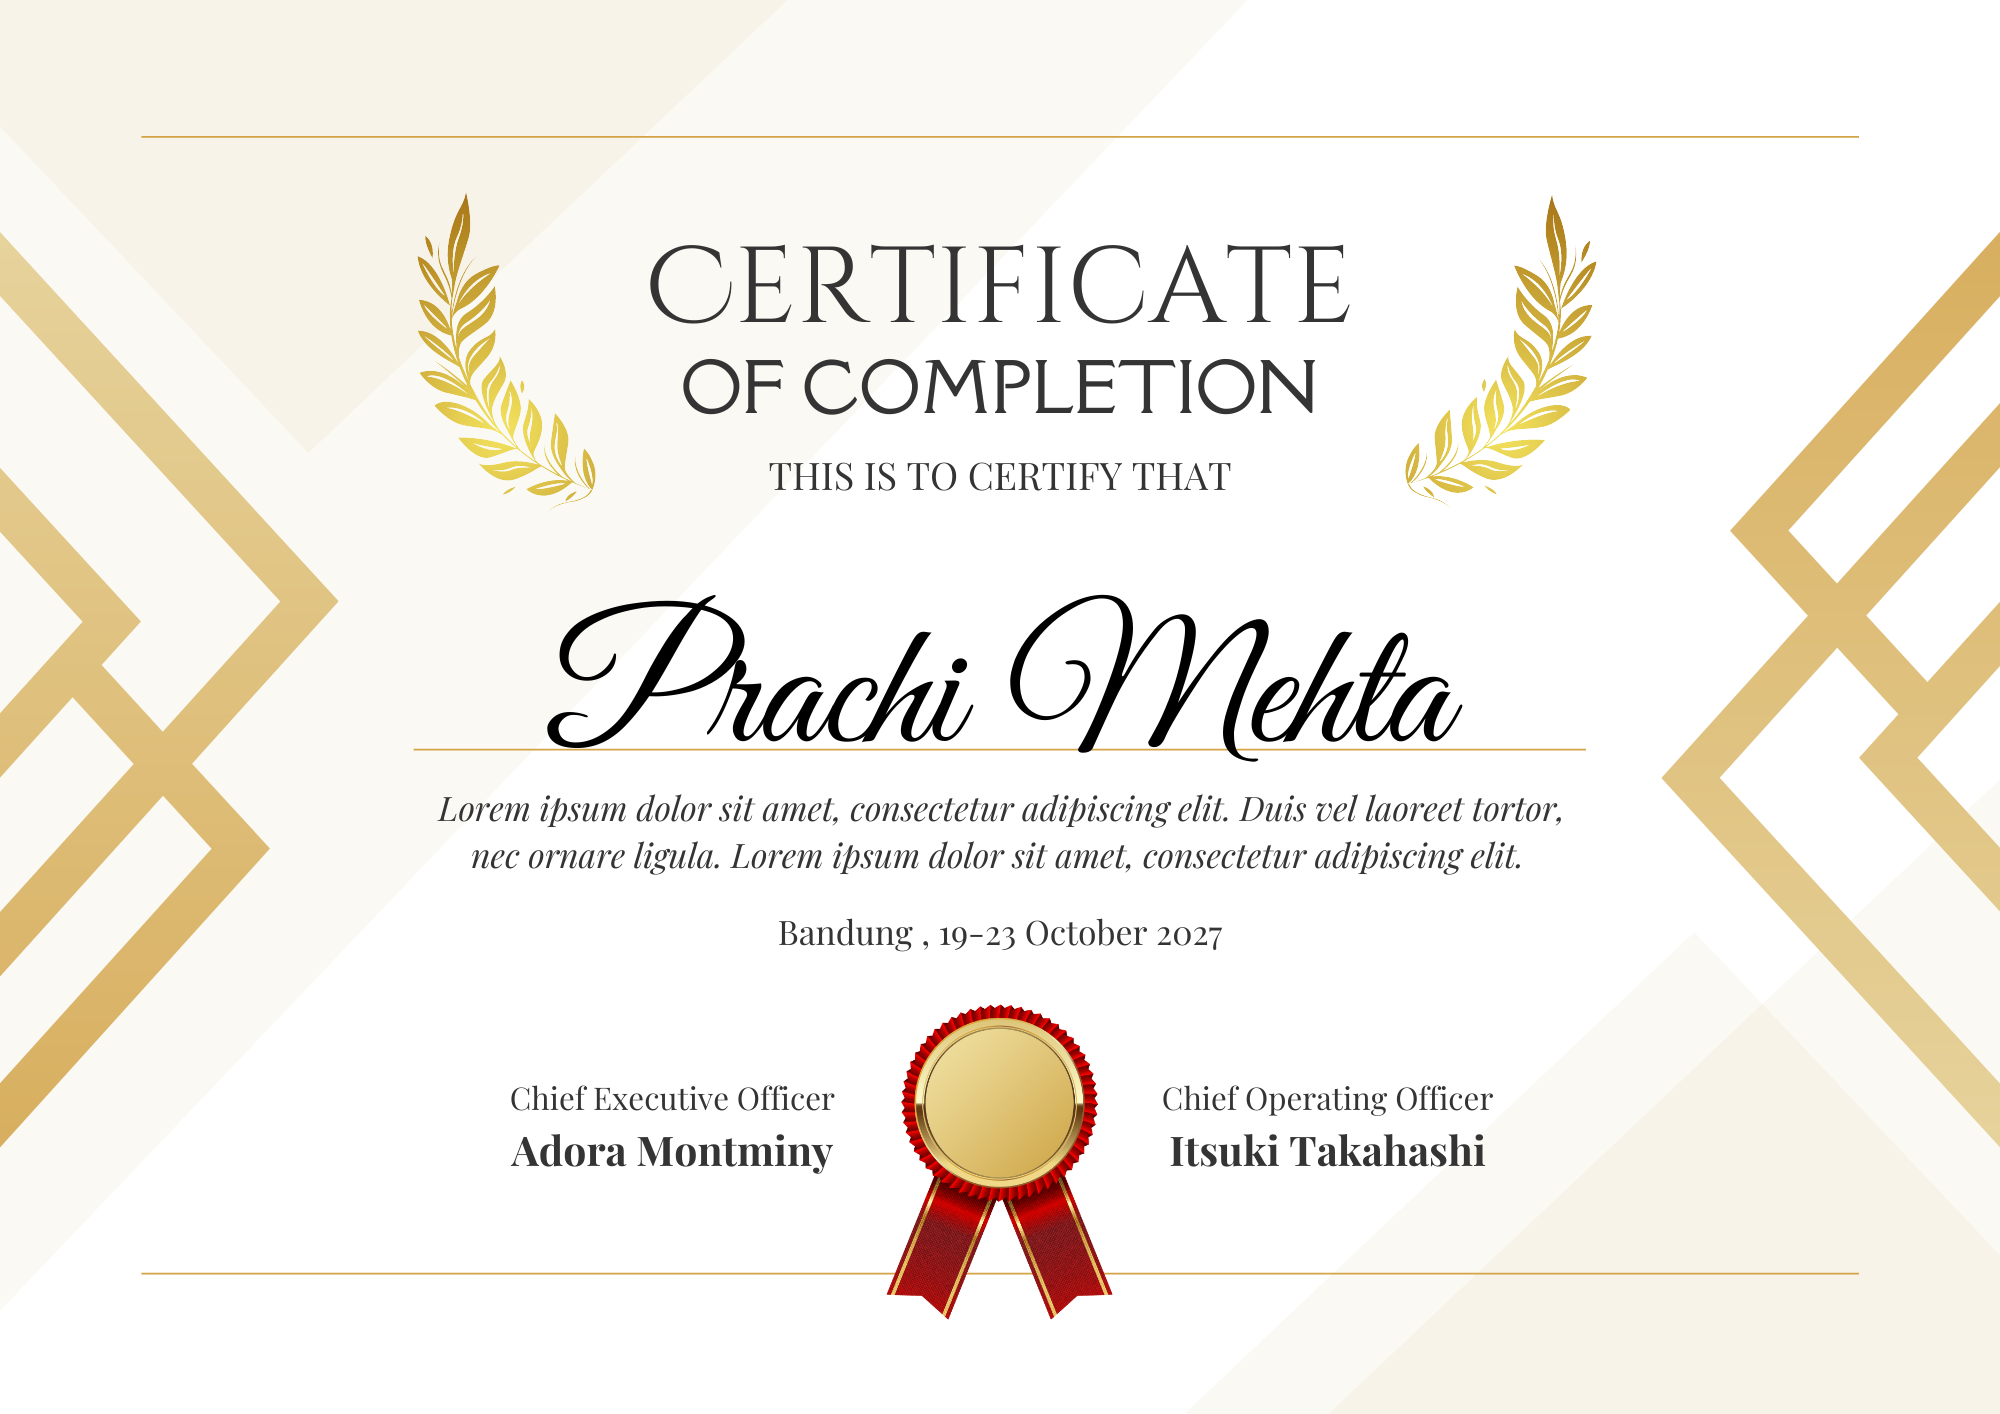 CERTIFICATE
OF COMPLETION
THIS IS TO CERTIFY THAT
Prachi Mehta
Lorem ipsum dolor sit amet, consectetur adipiscing elit. Duis vel laoreet tortor,
nec ornare ligula. Lorem ipsum dolor sit amet, consectetur adipiscing elit.
Bandung , 19-23 October 2027
Chief Executive Officer
Adora Montminy
Chief Operating Officer
Itsuki Takahashi